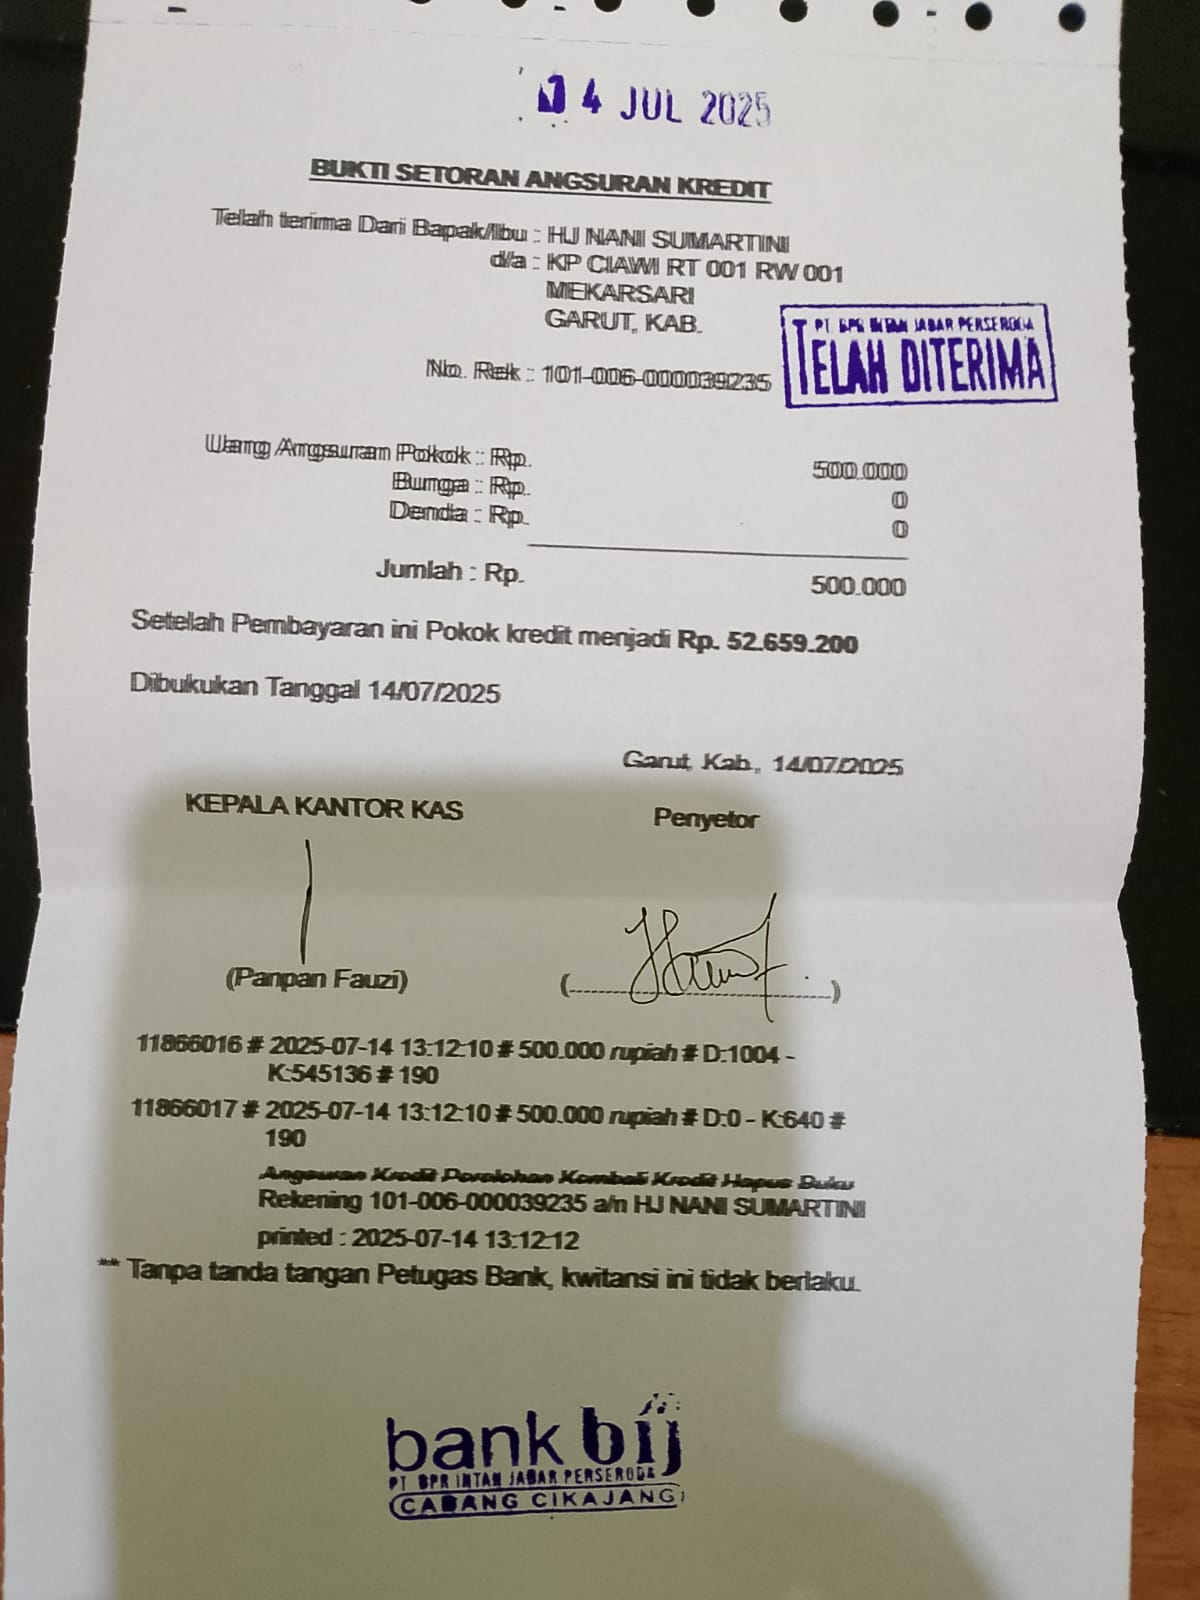 14 JUL 2025
BUKTI SETORAN ANGSURAN KREDIT
Telah terima Dari Bapak/Ibu : HJ NANI SUMARTINI
d/a : KP CIAWI RT 001 RW 001
MEKARSARI
GARUT, KAB.
PT. BPR INTAN JABAR PERSERODA
TELAH DITERIMA
No. Rek : 101-006-000039235
Uang Angsuran Pokok : Rp. 500.000
Bunga : Rp. 0
Denda : Rp. 0
Jumlah : Rp. 500.000
Setelah Pembayaran ini Pokok kredit menjadi Rp. 52.659.200
Dibukukan Tanggal 14/07/2025
Garut, Kab., 14/07/2025
KEPALA KANTOR KAS Penyetor
(Panpan Fauzi) (........................................)
11866016 # 2025-07-14 13:12:10 # 500.000 rupiah # D:1004 -
K:545136 # 190
11866017 # 2025-07-14 13:12:10 # 500.000 rupiah # D:0 - K:640 #
190
Angsuran Kredit Perolehan Kembali Kredit Hapus Buku
Rekening 101-006-000039235 a/n HJ NANI SUMARTINI
printed : 2025-07-14 13:12:12
** Tanpa tanda tangan Petugas Bank, kwitansi ini tidak berlaku.
bank bij
PT BPR INTAN JABAR PERSERODA
CABANG CIKAJANG